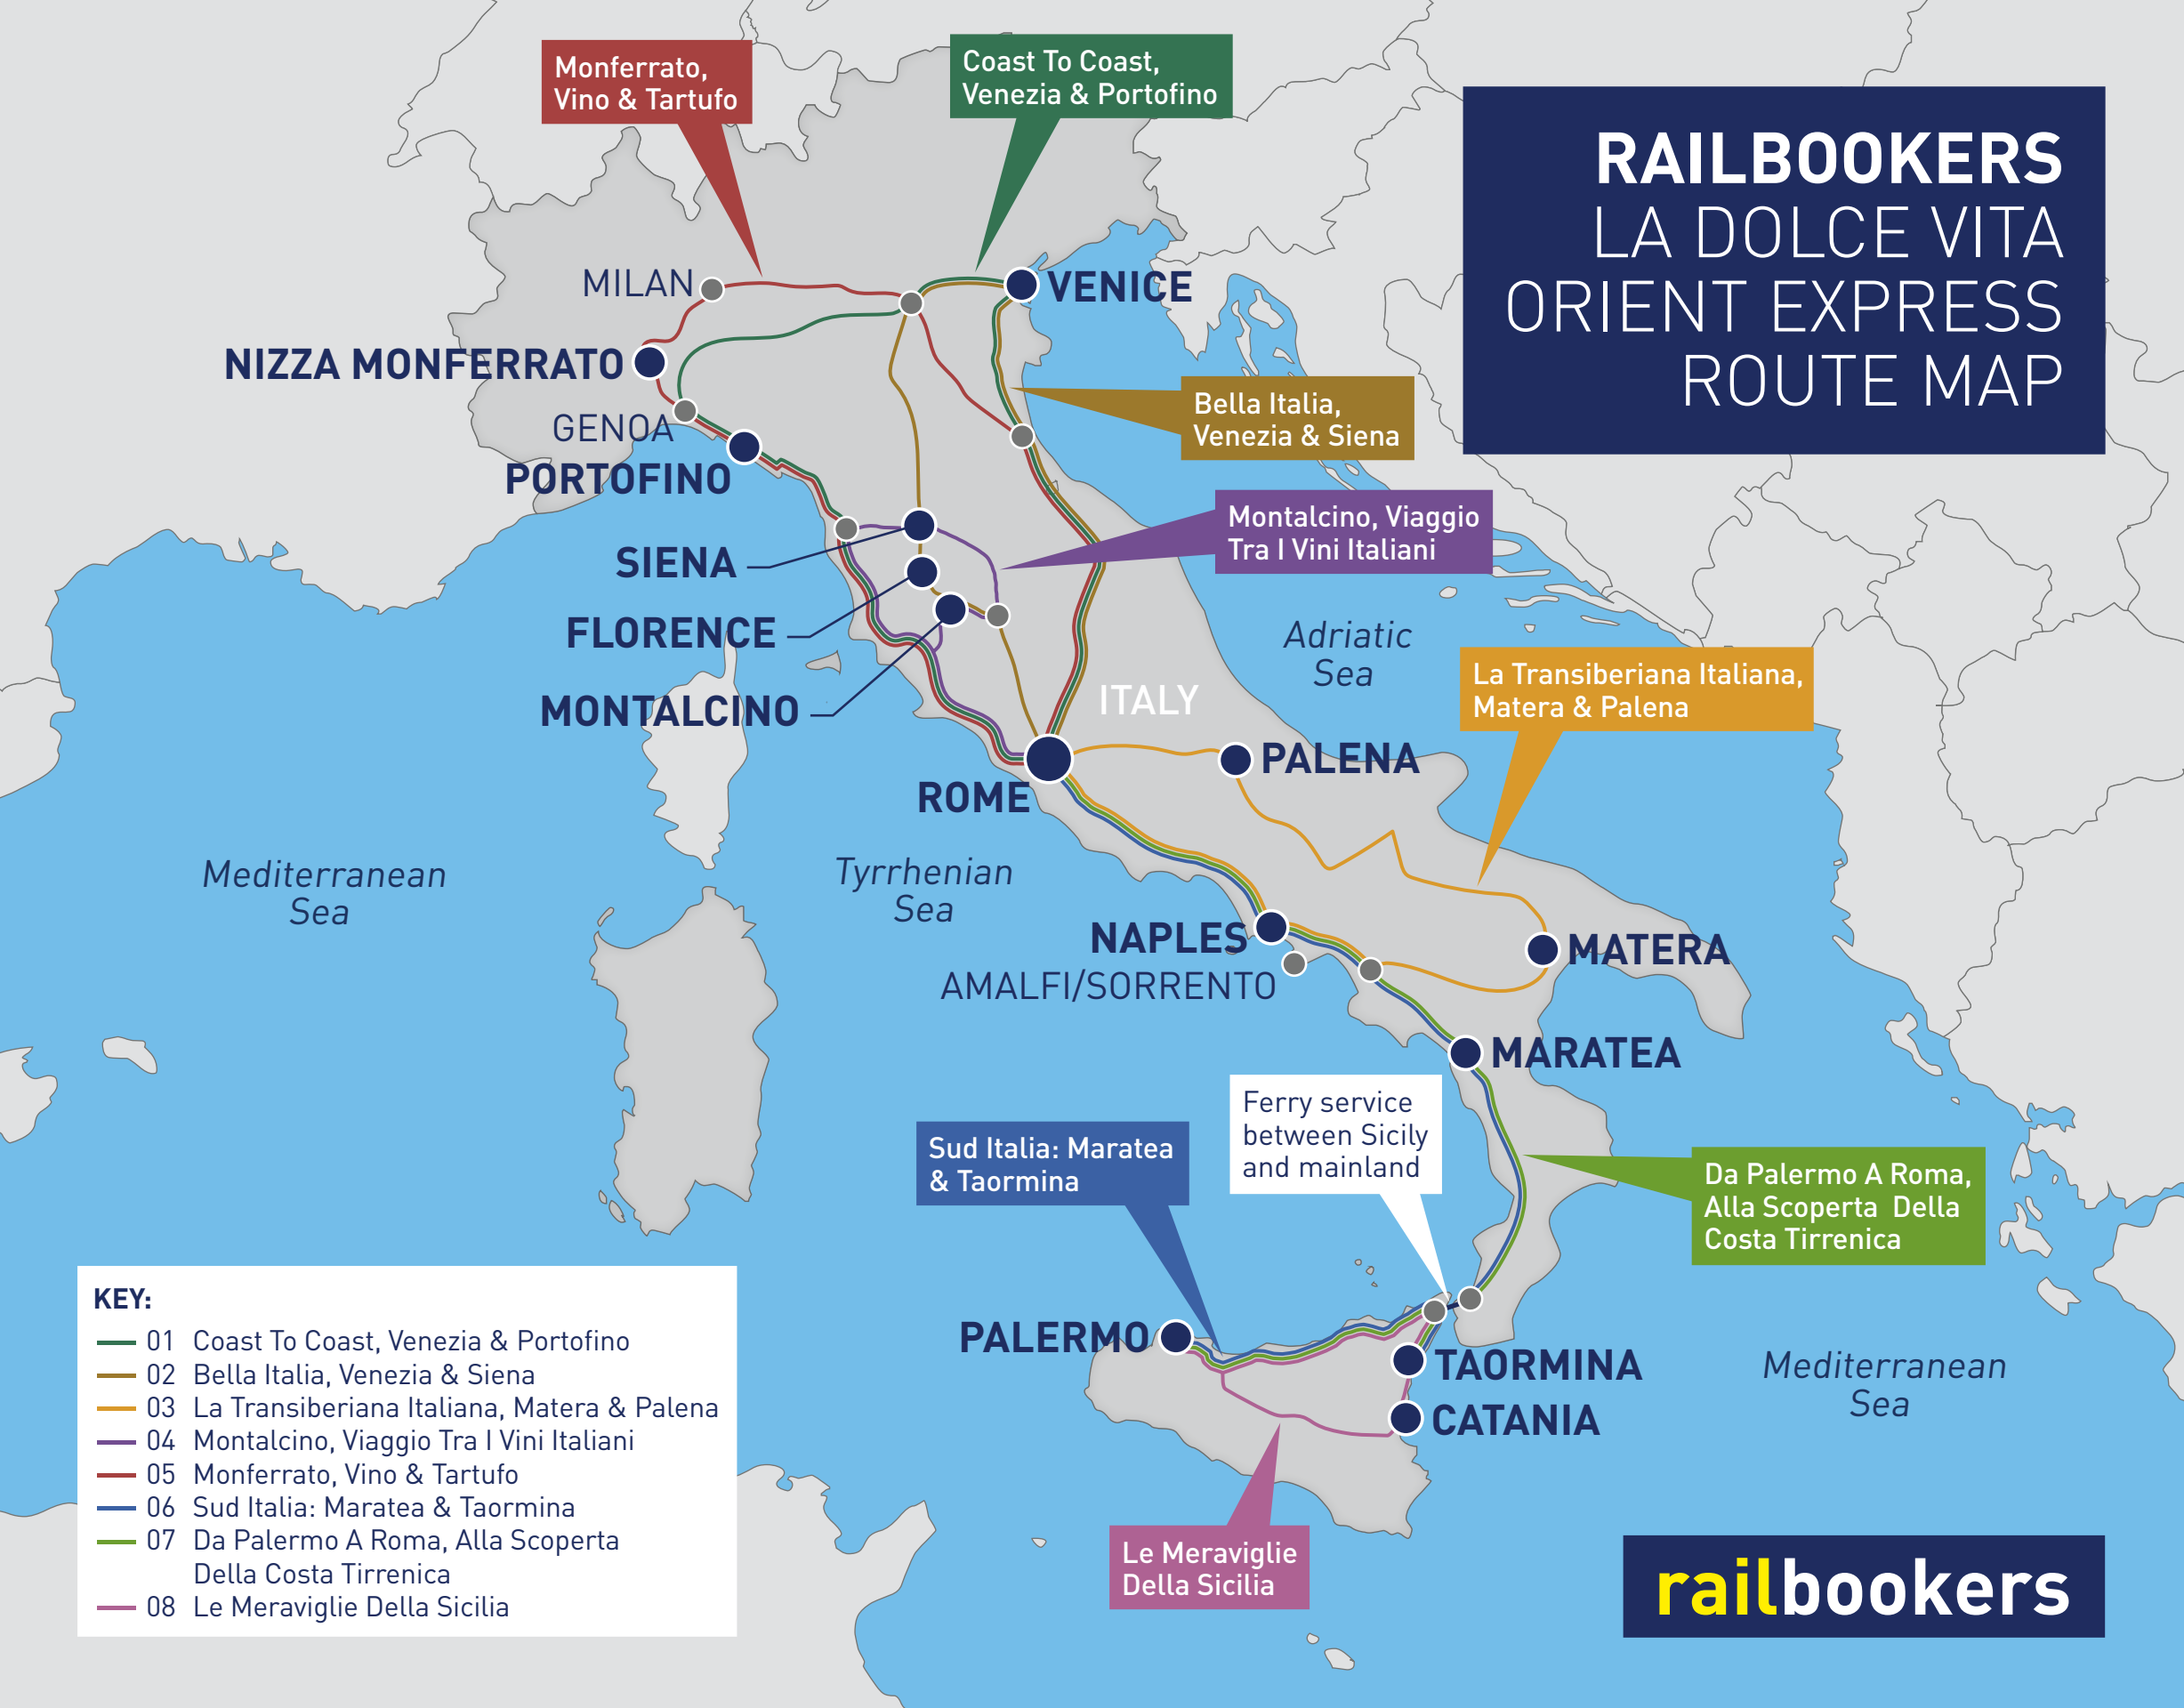 Monferrato,
Vino & Tartufo
Coast To Coast,
Venezia & Portofino
RAILBOOKERS
LA DOLCE VITA
ORIENT EXPRESS
ROUTE MAP
MILAN
VENICE
NIZZA MONFERRATO
GENOA
PORTOFINO
Bella Italia,
Venezia & Siena
Montalcino, Viaggio
Tra I Vini Italiani
SIENA
FLORENCE
MONTALCINO
Adriatic
Sea
ITALY
La Transiberiana Italiana,
Matera & Palena
PALENA
ROME
Mediterranean
Sea
Tyrrhenian
Sea
NAPLES
AMALFI/SORRENTO
MATERA
MARATEA
Ferry service
between Sicily
and mainland
Sud Italia: Maratea
& Taormina
Da Palermo A Roma,
Alla Scoperta Della
Costa Tirrenica
PALERMO
TAORMINA
CATANIA
Mediterranean
Sea
Le Meraviglie
Della Sicilia
KEY:
01 Coast To Coast, Venezia & Portofino
02 Bella Italia, Venezia & Siena
03 La Transiberiana Italiana, Matera & Palena
04 Montalcino, Viaggio Tra I Vini Italiani
05 Monferrato, Vino & Tartufo
06 Sud Italia: Maratea & Taormina
07 Da Palermo A Roma, Alla Scoperta
Della Costa Tirrenica
08 Le Meraviglie Della Sicilia
railbookers